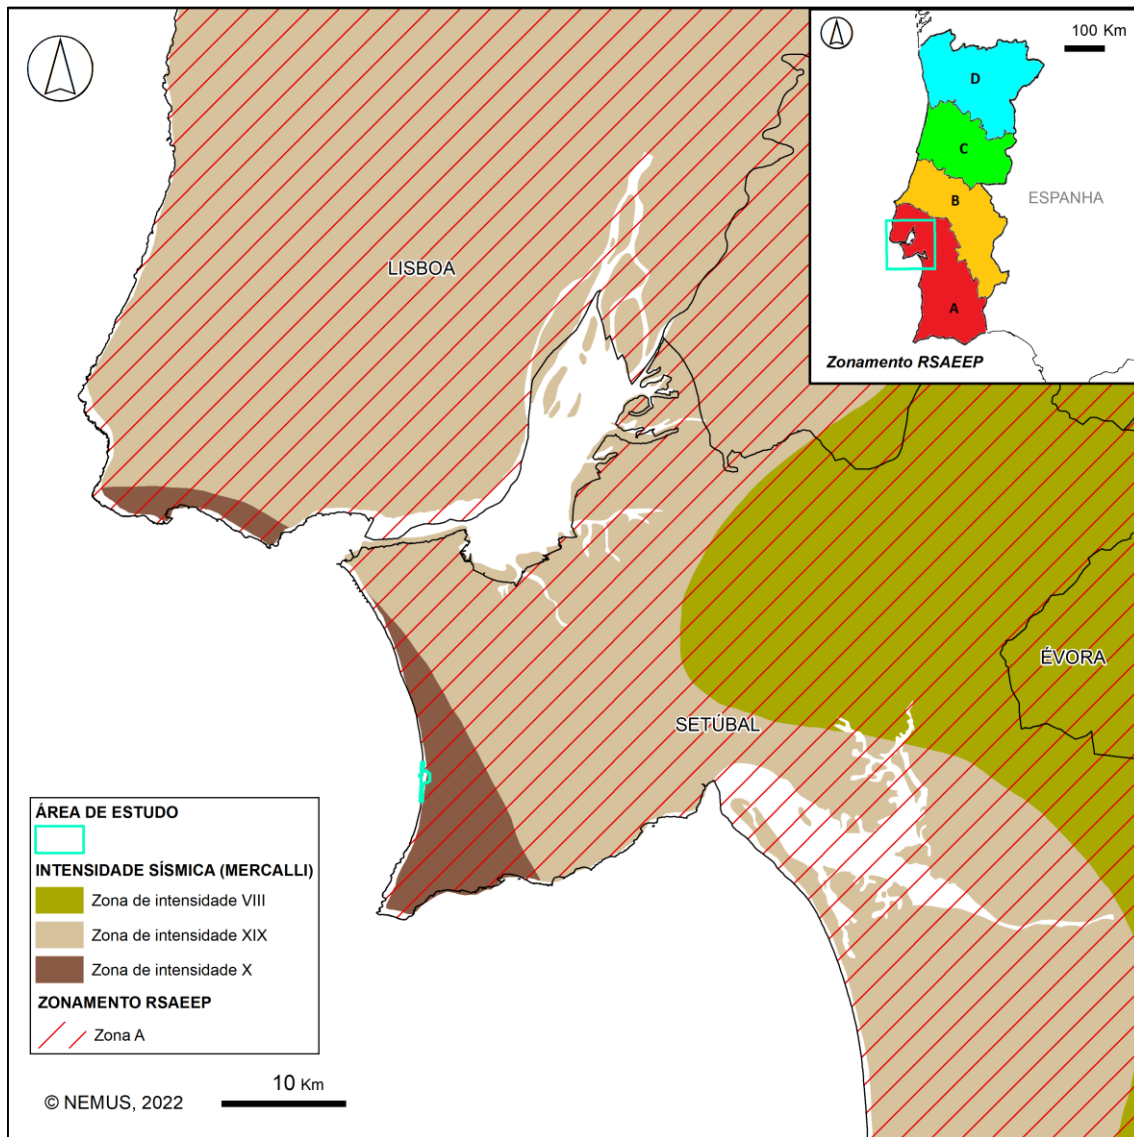 100 Km
D
C
B
ESPANHA
A
Zonamento RSAEEP
LISBOA
ÉVORA
SETÚBAL
ÁREA DE ESTUDO
INTENSIDADE SÍSMICA (MERCALLI)
Zona de intensidade VIII
Zona de intensidade XIX
Zona de intensidade X
ZONAMENTO RSAEEP
Zona A
© NEMUS, 2022
10 Km